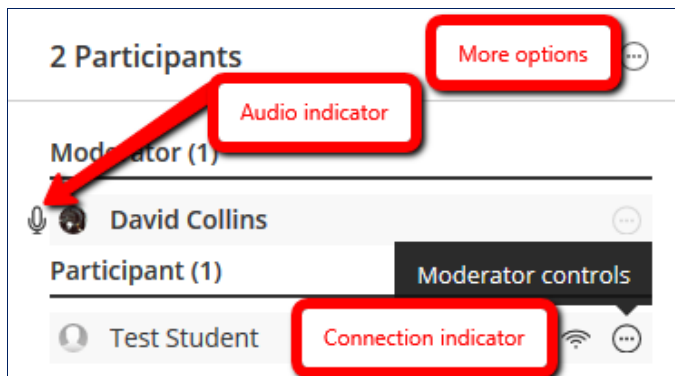 2 Participants
More options
Audio indicator
Moderator (1)
David Collins
Participant (1)
Moderator controls
Test Student
Connection indicator